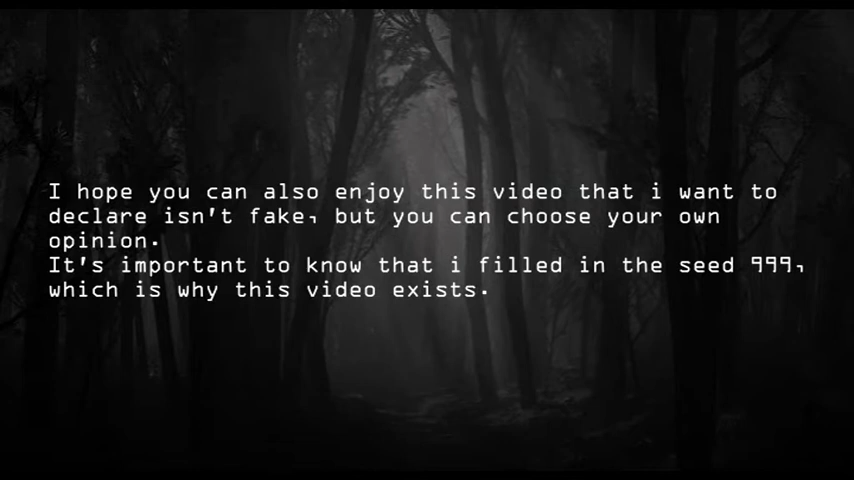 I hope you can also enjoy this video that i want to
declare isn't fake, but you can choose your own
opinion.
It's important to know that i filled in the seed 999,
which is why this video exists.